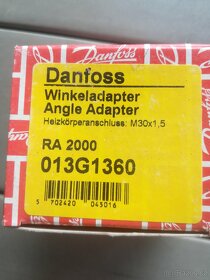 Danfoss
Danfoss
Winkeladapter
Angle Adapter
Heizkörperanschluss: M30x1,5
RA 2000
013G1360
5 702420 045016